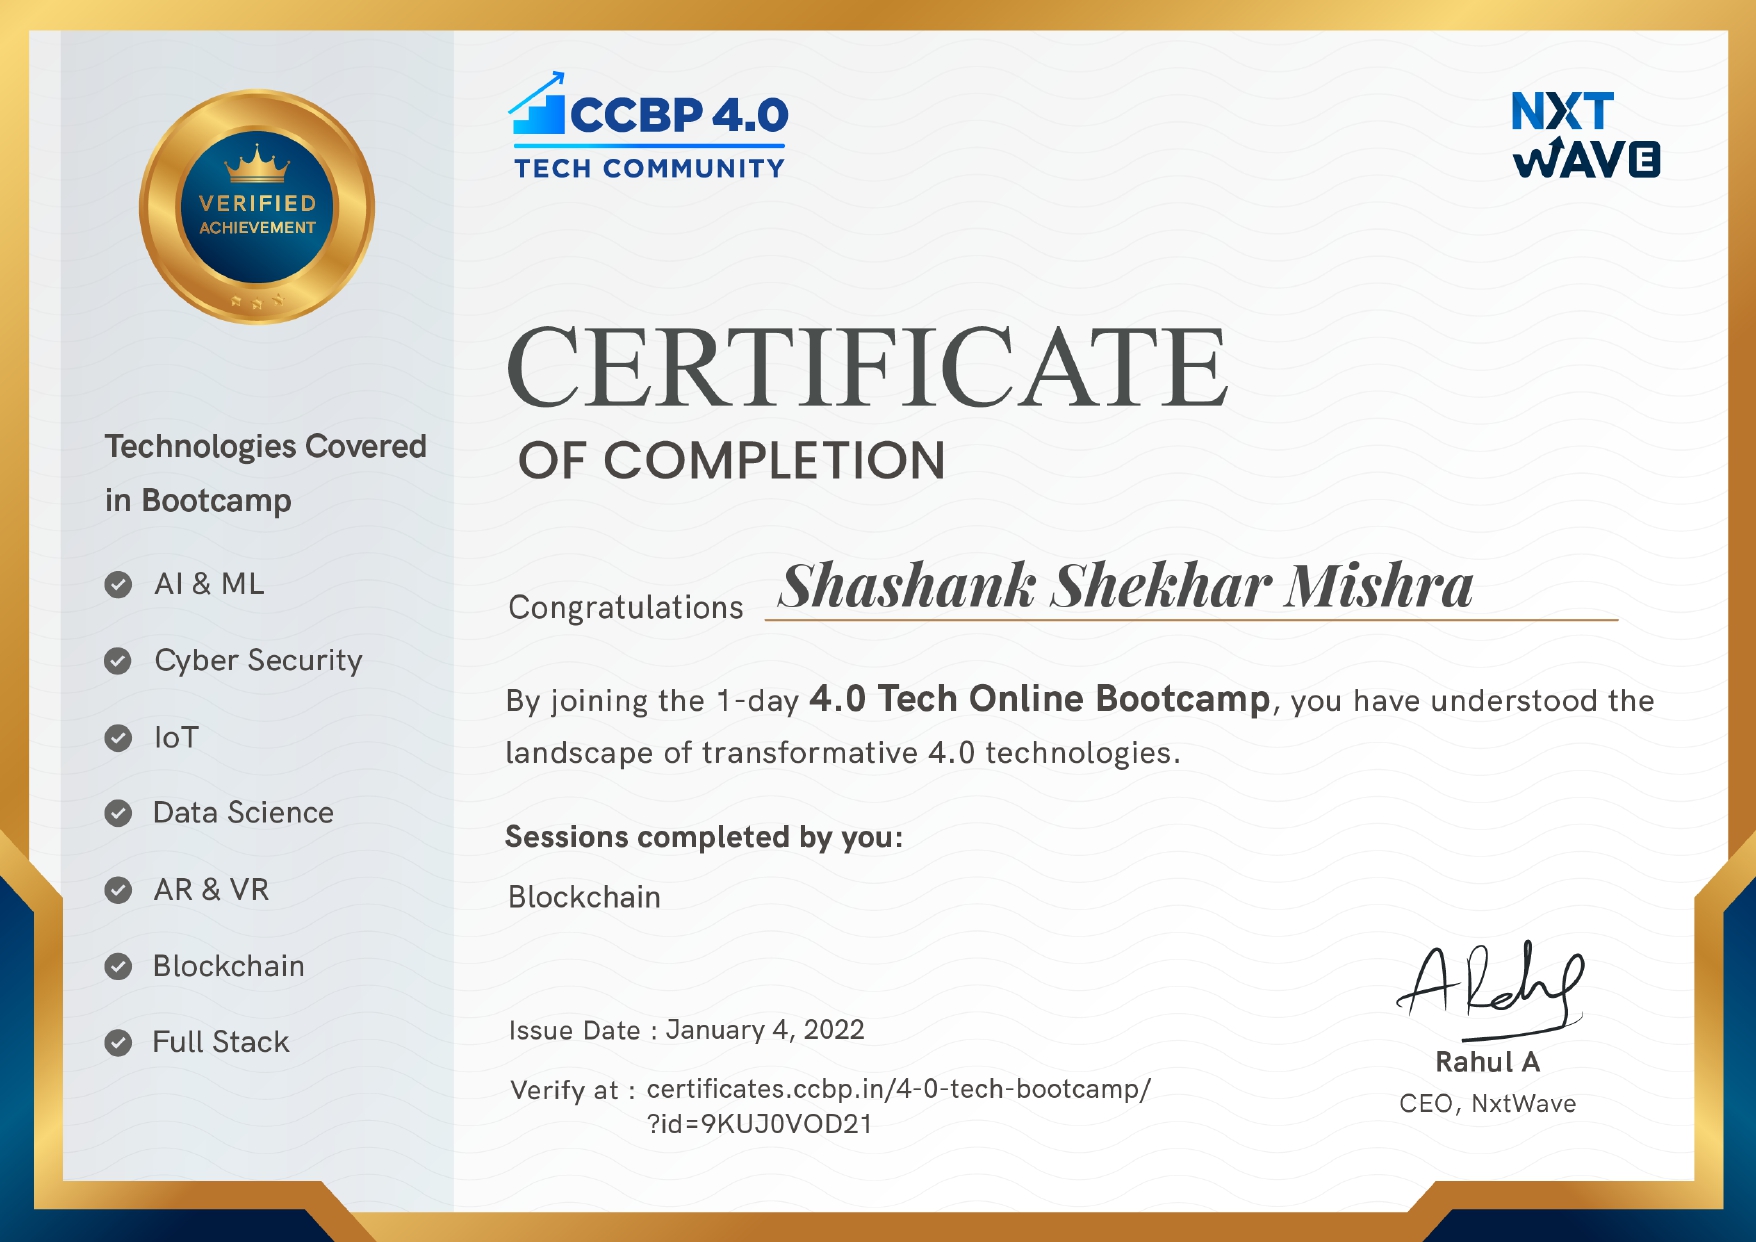 VERIFIED
ACHIEVEMENT
Technologies Covered
in Bootcamp
AI & ML
Cyber Security
IoT
Data Science
AR & VR
Blockchain
Full Stack
CCBP 4.0
TECH COMMUNITY
NXT
WAVE
CERTIFICATE
OF COMPLETION
Congratulations Shashank Shekhar Mishra
By joining the 1-day 4.0 Tech Online Bootcamp, you have understood the
landscape of transformative 4.0 technologies.
Sessions completed by you:
Blockchain
Issue Date : January 4, 2022
Verify at : certificates.ccbp.in/4-0-tech-bootcamp/
?id=9KUJ0VOD21
A Rahul
Rahul A
CEO, NxtWave